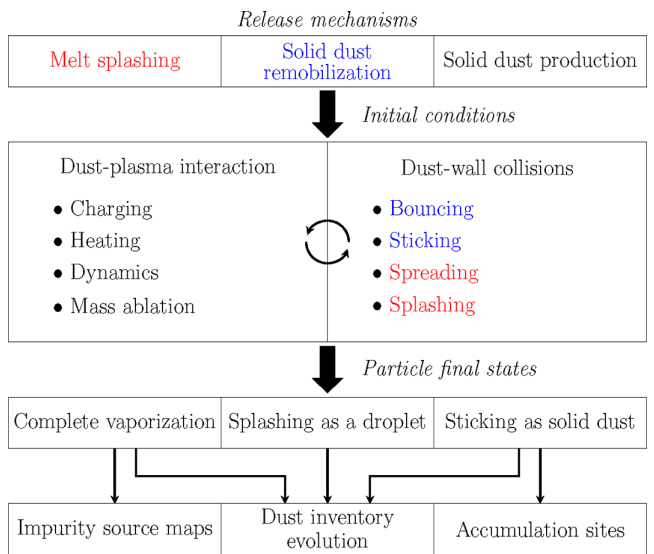 Release mechanisms
Melt splashing
Solid dust
remobilization
Solid dust production
Initial conditions
Dust-plasma interaction
• Charging
• Heating
• Dynamics
• Mass ablation
Dust-wall collisions
• Bouncing
• Sticking
• Spreading
• Splashing
Particle final states
Complete vaporization
Splashing as a droplet
Sticking as solid dust
Impurity source maps
Dust inventory
evolution
Accumulation sites